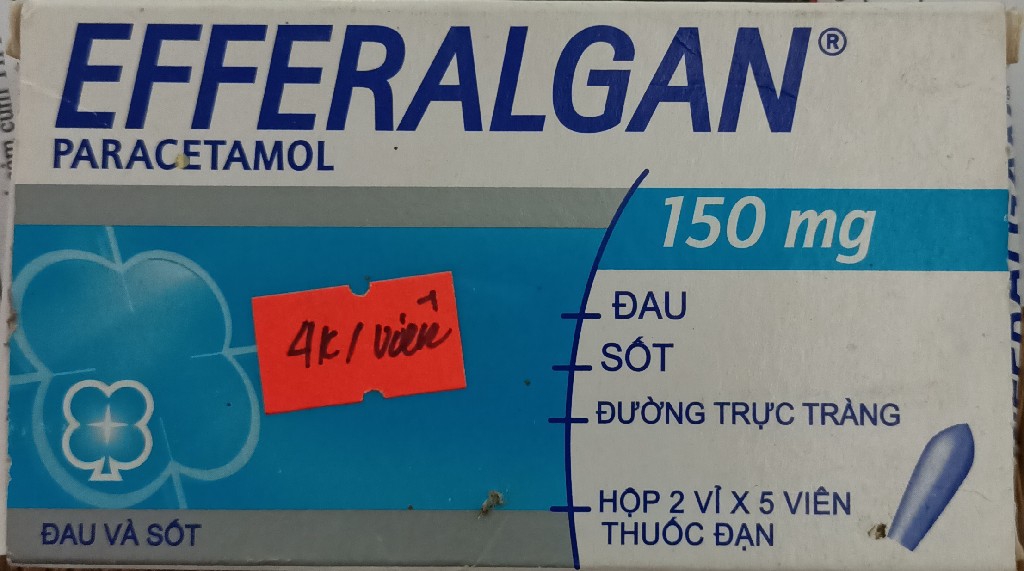 EFFERALGAN®
PARACETAMOL
150 mg
4K/viên
ĐAU
SỐT
ĐƯỜNG TRỰC TRÀNG
HỘP 2 VỈ X 5 VIÊN
THUỐC ĐẠN
ĐAU VÀ SỐT